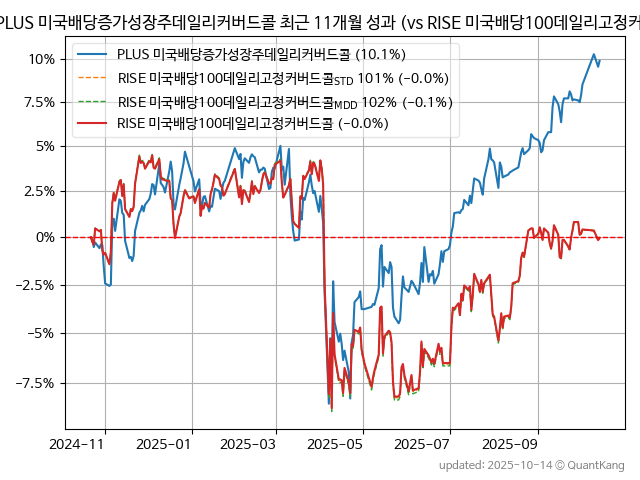 PLUS 미국배당증가성장주데일리커버드콜 최근 11개월 성과 (vs RISE 미국배당100데일리고정커
PLUS 미국배당증가성장주데일리커버드콜 (10.1%)
RISE 미국배당100데일리고정커버드콜STD 101% (−0.0%)
RISE 미국배당100데일리고정커버드콜MDD 102% (−0.1%)
RISE 미국배당100데일리고정커버드콜 (−0.0%)
10%
7.5%
5%
2.5%
0%
−2.5%
−5%
−7.5%
2024−11 2025−01 2025−03 2025−05 2025−07 2025−09
updated: 2025-10-14 © QuantKang